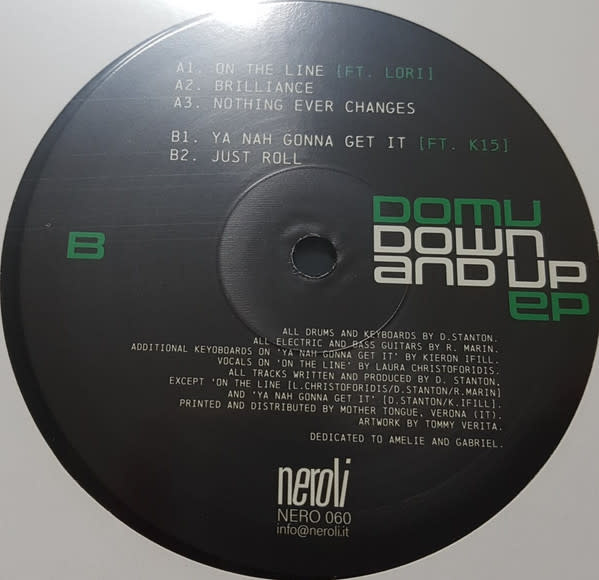 A1. ON THE LINE [FT. LORI]
A2. BRILLIANCE
A3. NOTHING EVER CHANGES
B1. YA NAH GONNA GET IT [FT. K15]
B2. JUST ROLL
B
DOMU
DOWN
AND UP
EP
ALL DRUMS AND KEYBOARDS BY D.STANTON.
ALL ELECTRIC AND BASS GUITARS BY R. MARIN.
ADDITIONAL KEYOBOARDS ON 'YA NAH GONNA GET IT' BY KIERON IFILL.
VOCALS ON 'ON THE LINE' BY LAURA CHRISTOFORIDIS.
ALL TRACKS WRITTEN AND PRODUCED BY D. STANTON,
EXCEPT 'ON THE LINE [L.CHRISTOFORIDIS/D.STANTON/R.MARIN]
AND 'YA NAH GONNA GET IT' [D.STANTON/K.IFILL].
PRINTED AND DISTRIBUTED BY MOTHER TONGUE, VERONA (IT).
ARTWORK BY TOMMY VERITA.
DEDICATED TO AMELIE AND GABRIEL.
neroli
NERO 060
info@neroli.it